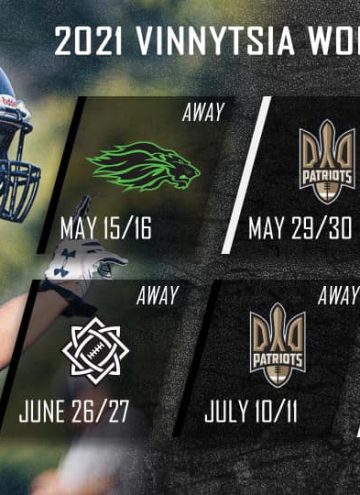 2021 VINNYTSIA WO
AWAY
MAY 15/16
PATRIOTS
MAY 29/30
AWAY
JUNE 26/27
AWAY
PATRIOTS
JULY 10/11